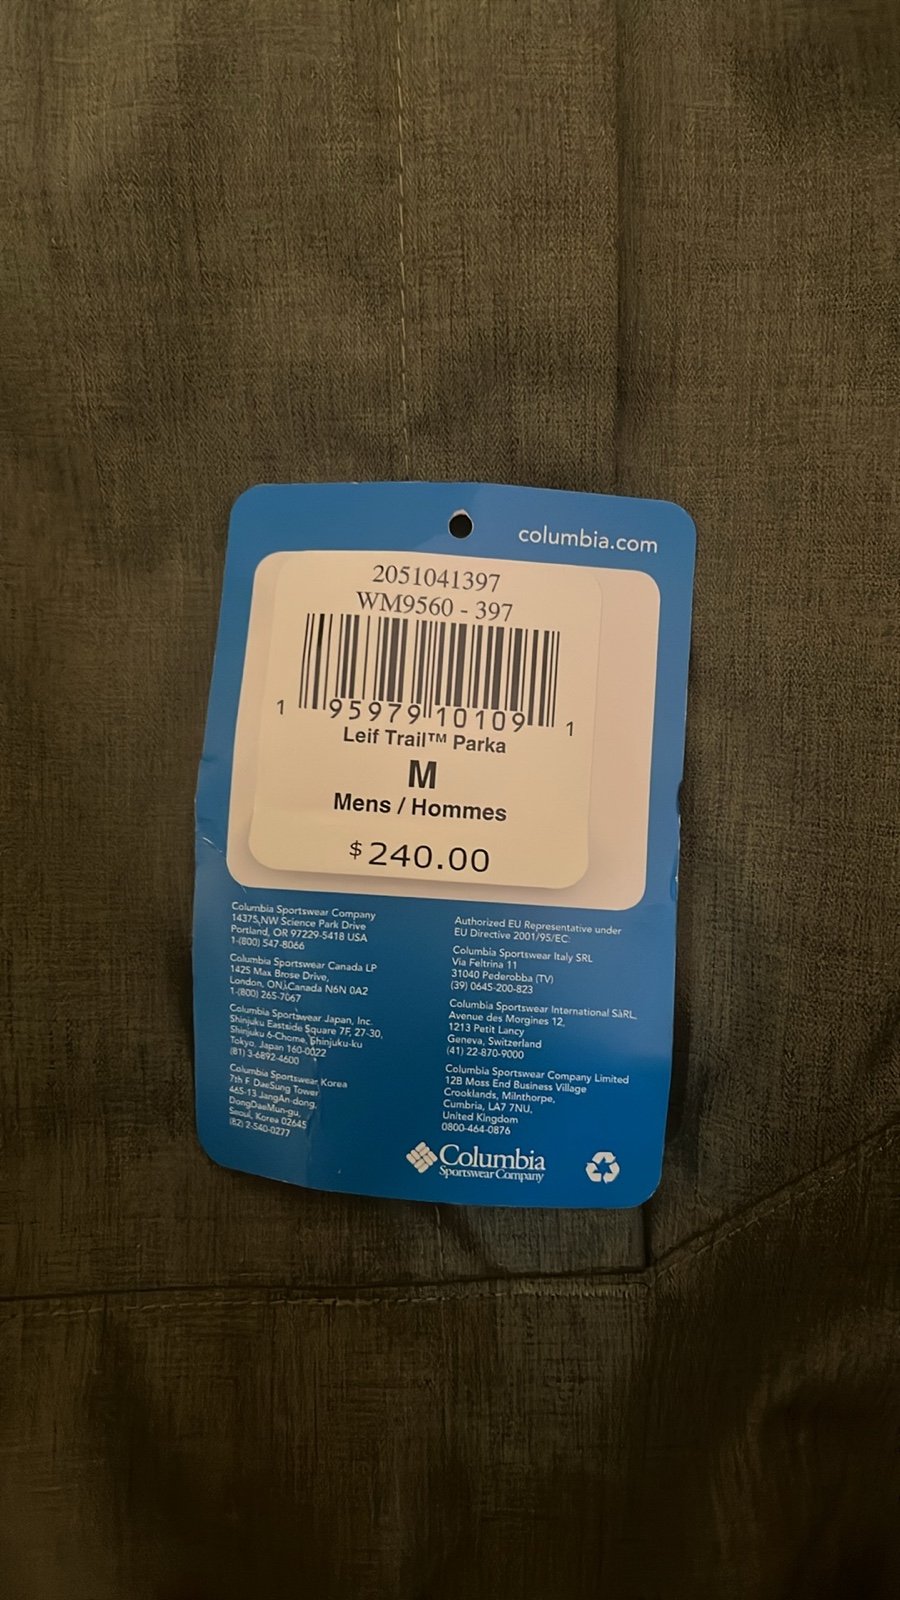 columbia.com
2051041397
WM9560 - 397
1 95979 10109 1
Leif Trail™ Parka
M
Mens / Hommes
$240.00
Columbia Sportswear Company
14375 NW Science Park Drive
Portland, OR 97229-5418 USA
1-(800) 547-8066
Columbia Sportswear Canada LP
1425 Max Brose Drive,
London, ON, Canada N6N 0A2
1-(800) 265-7067
Columbia Sportswear Japan, Inc.
Shinjuku Eastside Square 7F, 27-30,
Shinjuku 6-Chome, Shinjuku-ku
Tokyo, Japan 160-0022
(81) 3-6892-4600
Columbia Sportswear Korea
7th F. DaeSung Tower
465-13 JangAn-dong,
DongDaeMun-gu,
Seoul, Korea 02645
(82) 2-540-0277
Authorized EU Representative under
EU Directive 2001/95/EC:
Columbia Sportswear Italy SRL
Via Feltrina 11
31040 Pederobba (TV)
(39) 0645-200-823
Columbia Sportswear International SàRL
Avenue des Morgines 12,
1213 Petit Lancy
Geneva, Switzerland
(41) 22-870-9000
Columbia Sportswear Company Limited
12B Moss End Business Village
Crooklands, Milnthorpe,
Cumbria, LA7 7NU,
United Kingdom
0800-464-0876
Columbia
Sportswear Company